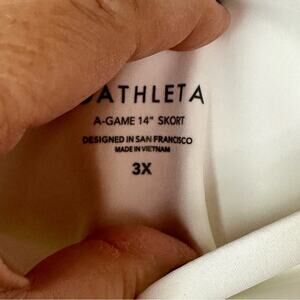 ATHLETA
A-GAME 14" SKORT
DESIGNED IN SAN FRANCISCO
MADE IN VIETNAM
3X